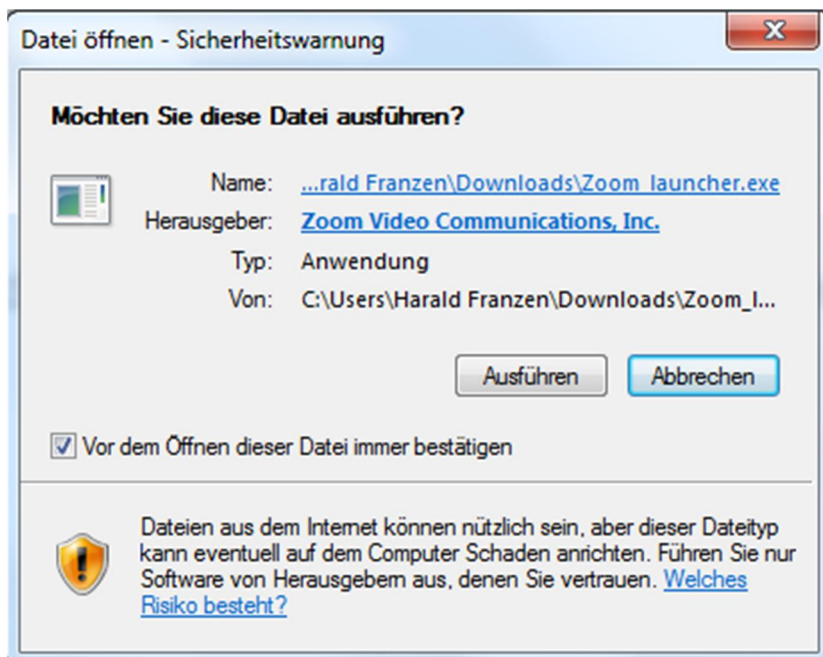 Datei öffnen - Sicherheitswarnung
Möchten Sie diese Datei ausführen?
Name: ...rald Franzen\Downloads\Zoom_launcher.exe
Herausgeber: Zoom Video Communications, Inc.
Typ: Anwendung
Von: C:\Users\Harald Franzen\Downloads\Zoom_l...
Ausführen Abbrechen
Vor dem Öffnen dieser Datei immer bestätigen
Dateien aus dem Internet können nützlich sein, aber dieser Dateityp
kann eventuell auf dem Computer Schaden anrichten. Führen Sie nur
Software von Herausgebern aus, denen Sie vertrauen. Welches
Risiko besteht?